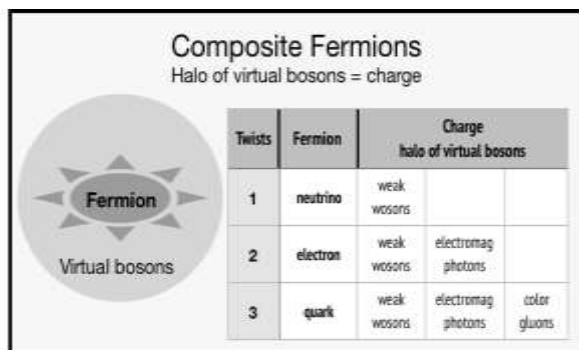 Composite Fermions
Halo of virtual bosons = charge
Fermion
Virtual bosons
Twists Fermion Charge
halo of virtual bosons
1 neutrino weak
wosons
2 electron weak electromag
wosons photons
3 quark weak electromag color
wosons photons gluons